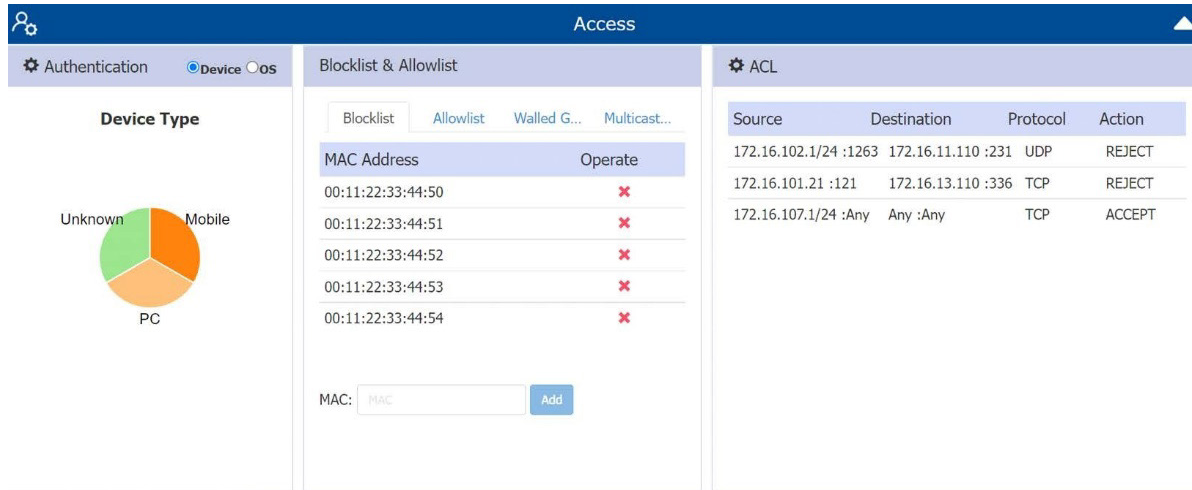 Access
Authentication Device OS
Device Type
Unknown Mobile
PC
Blocklist & Allowlist
Blocklist Allowlist Walled G... Multicast...
MAC Address Operate
00:11:22:33:44:50
00:11:22:33:44:51
00:11:22:33:44:52
00:11:22:33:44:53
00:11:22:33:44:54
MAC: MAC Add
ACL
Source Destination Protocol Action
172.16.102.1/24 :1263 172.16.11.110 :231 UDP REJECT
172.16.101.21 :121 172.16.13.110 :336 TCP REJECT
172.16.107.1/24 :Any Any :Any TCP ACCEPT